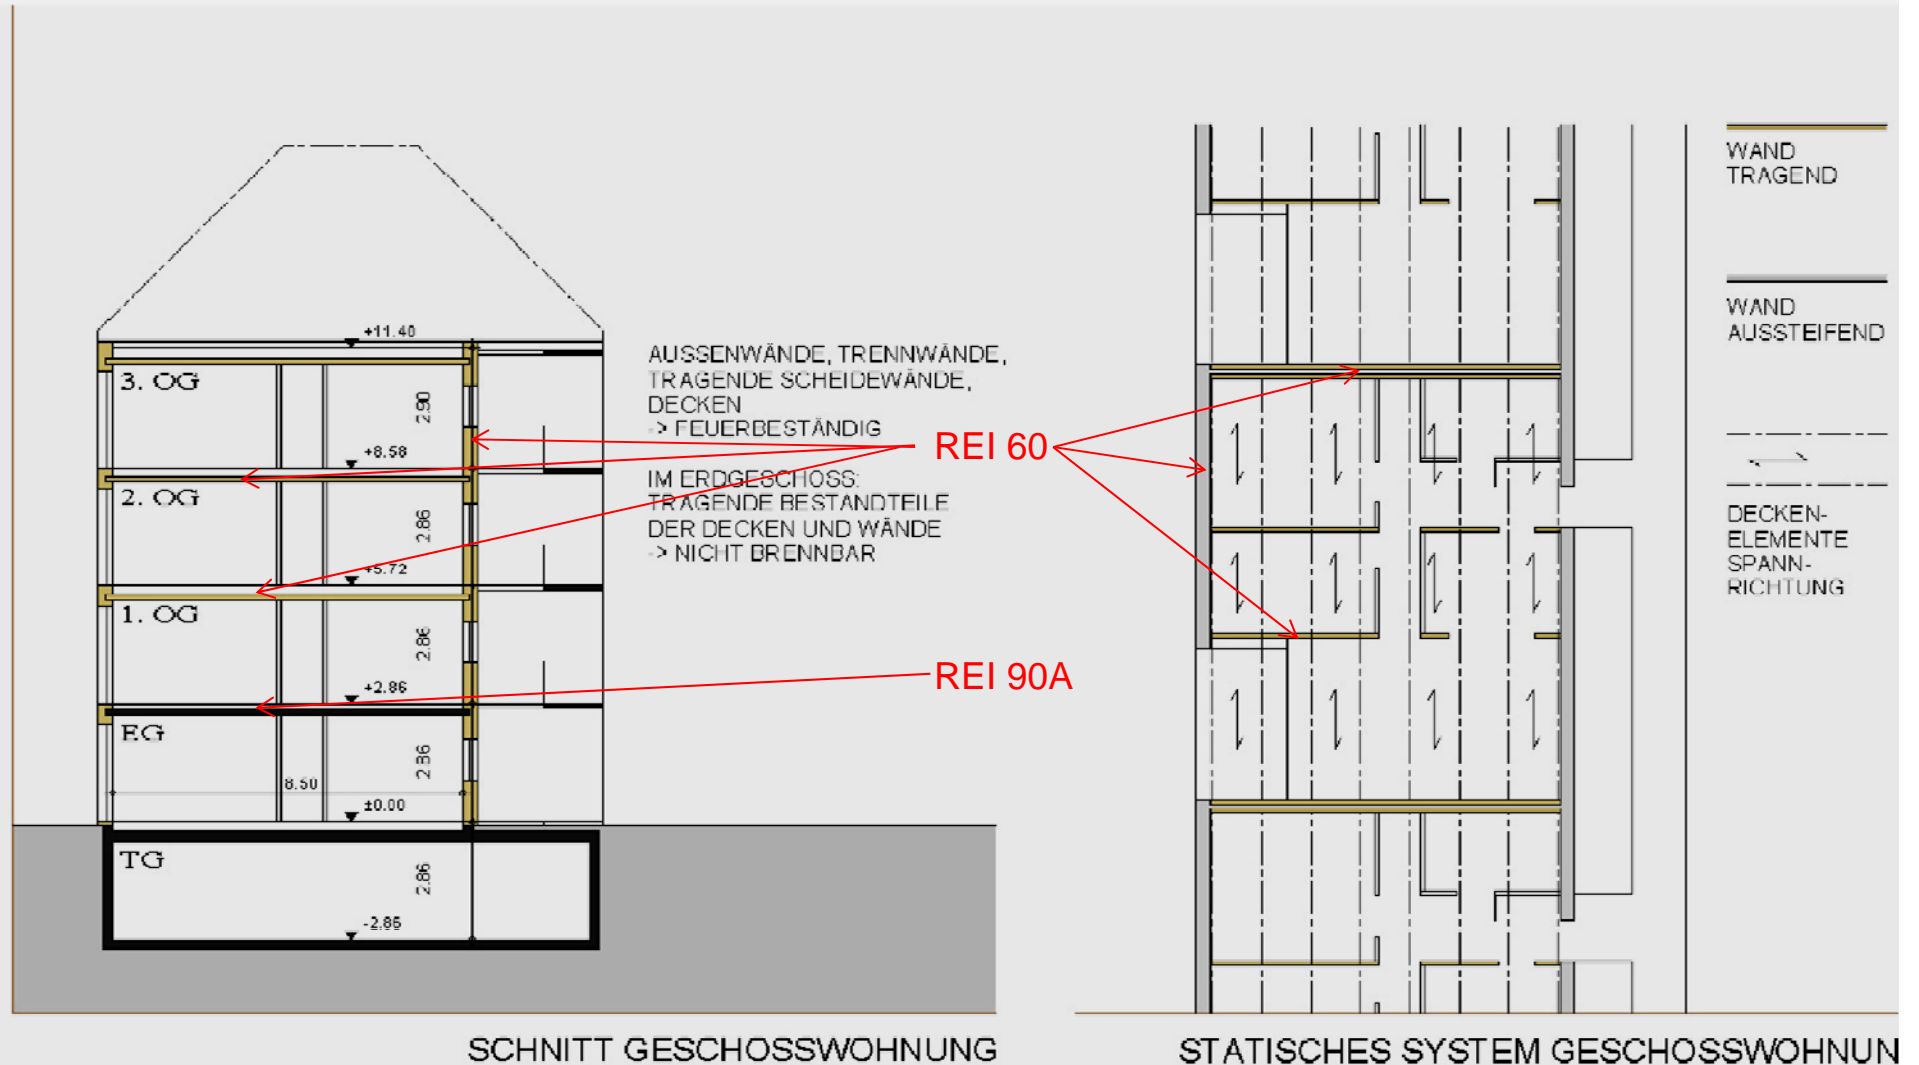 +11.40
3. OG
2.90
+8.58
2. OG
2.86
+5.72
1. OG
2.86
+2.86
EG
2.86
8.50
±0.00
TG
2.86
-2.86
AUSSENWÄNDE, TRENNWÄNDE,
TRAGENDE SCHEIDEWÄNDE,
DECKEN
-> FEUERBESTÄNDIG
IM ERDGESCHOSS:
TRAGENDE BESTANDTEILE
DER DECKEN UND WÄNDE
-> NICHT BRENNBAR
REI 60
REI 90A
WAND
TRAGEND
WAND
AUSSTEIFEND
DECKEN-
ELEMENTE
SPANN-
RICHTUNG
SCHNITT GESCHOSSWOHNUNG
STATISCHES SYSTEM GESCHOSSWOHNUN